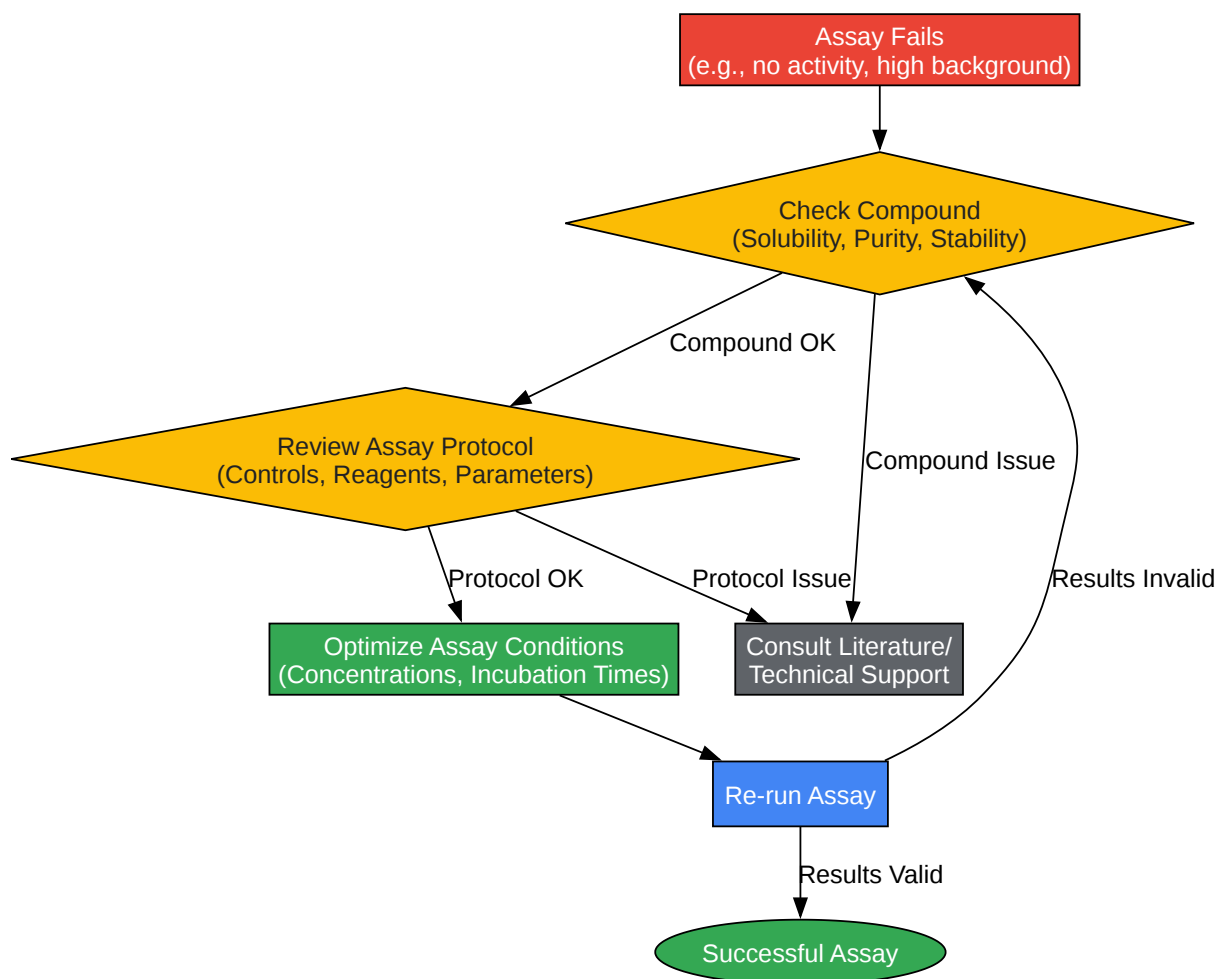 Assay Fails
(e.g., no activity, high background)
Check Compound
(Solubility, Purity, Stability)
Compound OK
Review Assay Protocol
(Controls, Reagents, Parameters)
Compound Issue
Protocol OK
Protocol Issue
Results Invalid
Optimize Assay Conditions
(Concentrations, Incubation Times)
Consult Literature/
Technical Support
Re-run Assay
Results Valid
Successful Assay